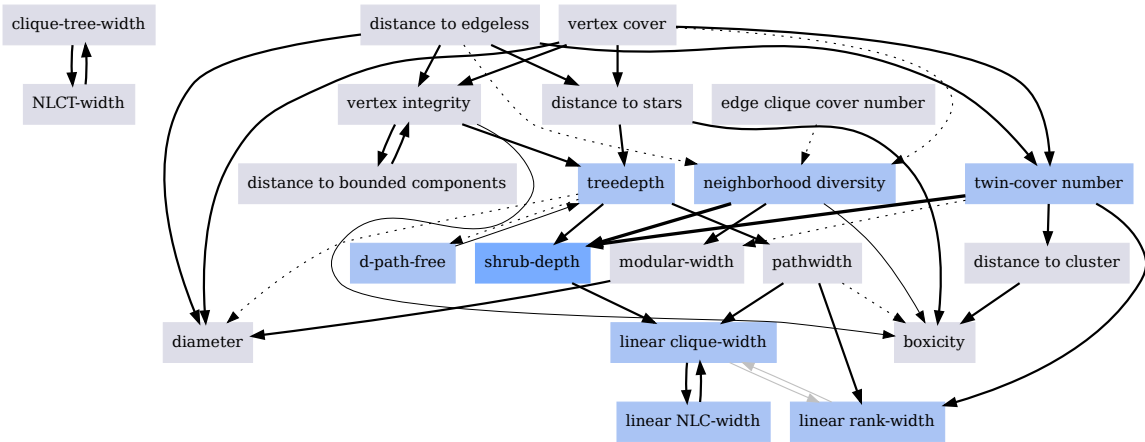 clique-tree-width
distance to edgeless
vertex cover
NLCT-width
vertex integrity
distance to stars
edge clique cover number
distance to bounded components
treedepth
neighborhood diversity
twin-cover number
d-path-free
shrub-depth
modular-width
pathwidth
distance to cluster
diameter
linear clique-width
boxicity
linear NLC-width
linear rank-width